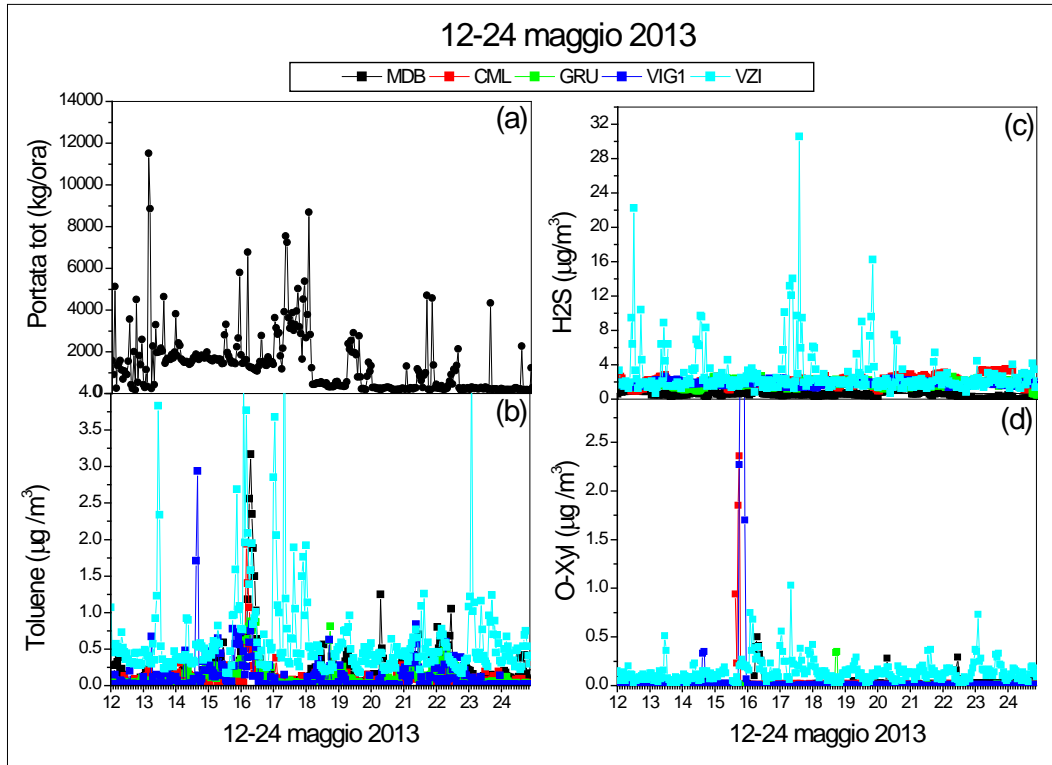 12-24 maggio 2013
MDB CML GRU VIG1 VZI
(a)
Portata tot (kg/ora)
14000
12000
10000
8000
6000
4000
2000
0
(c)
H2S (µg/m³)
32
28
24
20
16
12
8
4
0
(b)
Toluene (µg /m³)
4.0
3.5
3.0
2.5
2.0
1.5
1.0
0.5
0.0
12 13 14 15 16 17 18 19 20 21 22 23 24
12-24 maggio 2013
(d)
O-Xyl (µg /m³)
2.5
2.0
1.5
1.0
0.5
0.0
12 13 14 15 16 17 18 19 20 21 22 23 24
12-24 maggio 2013